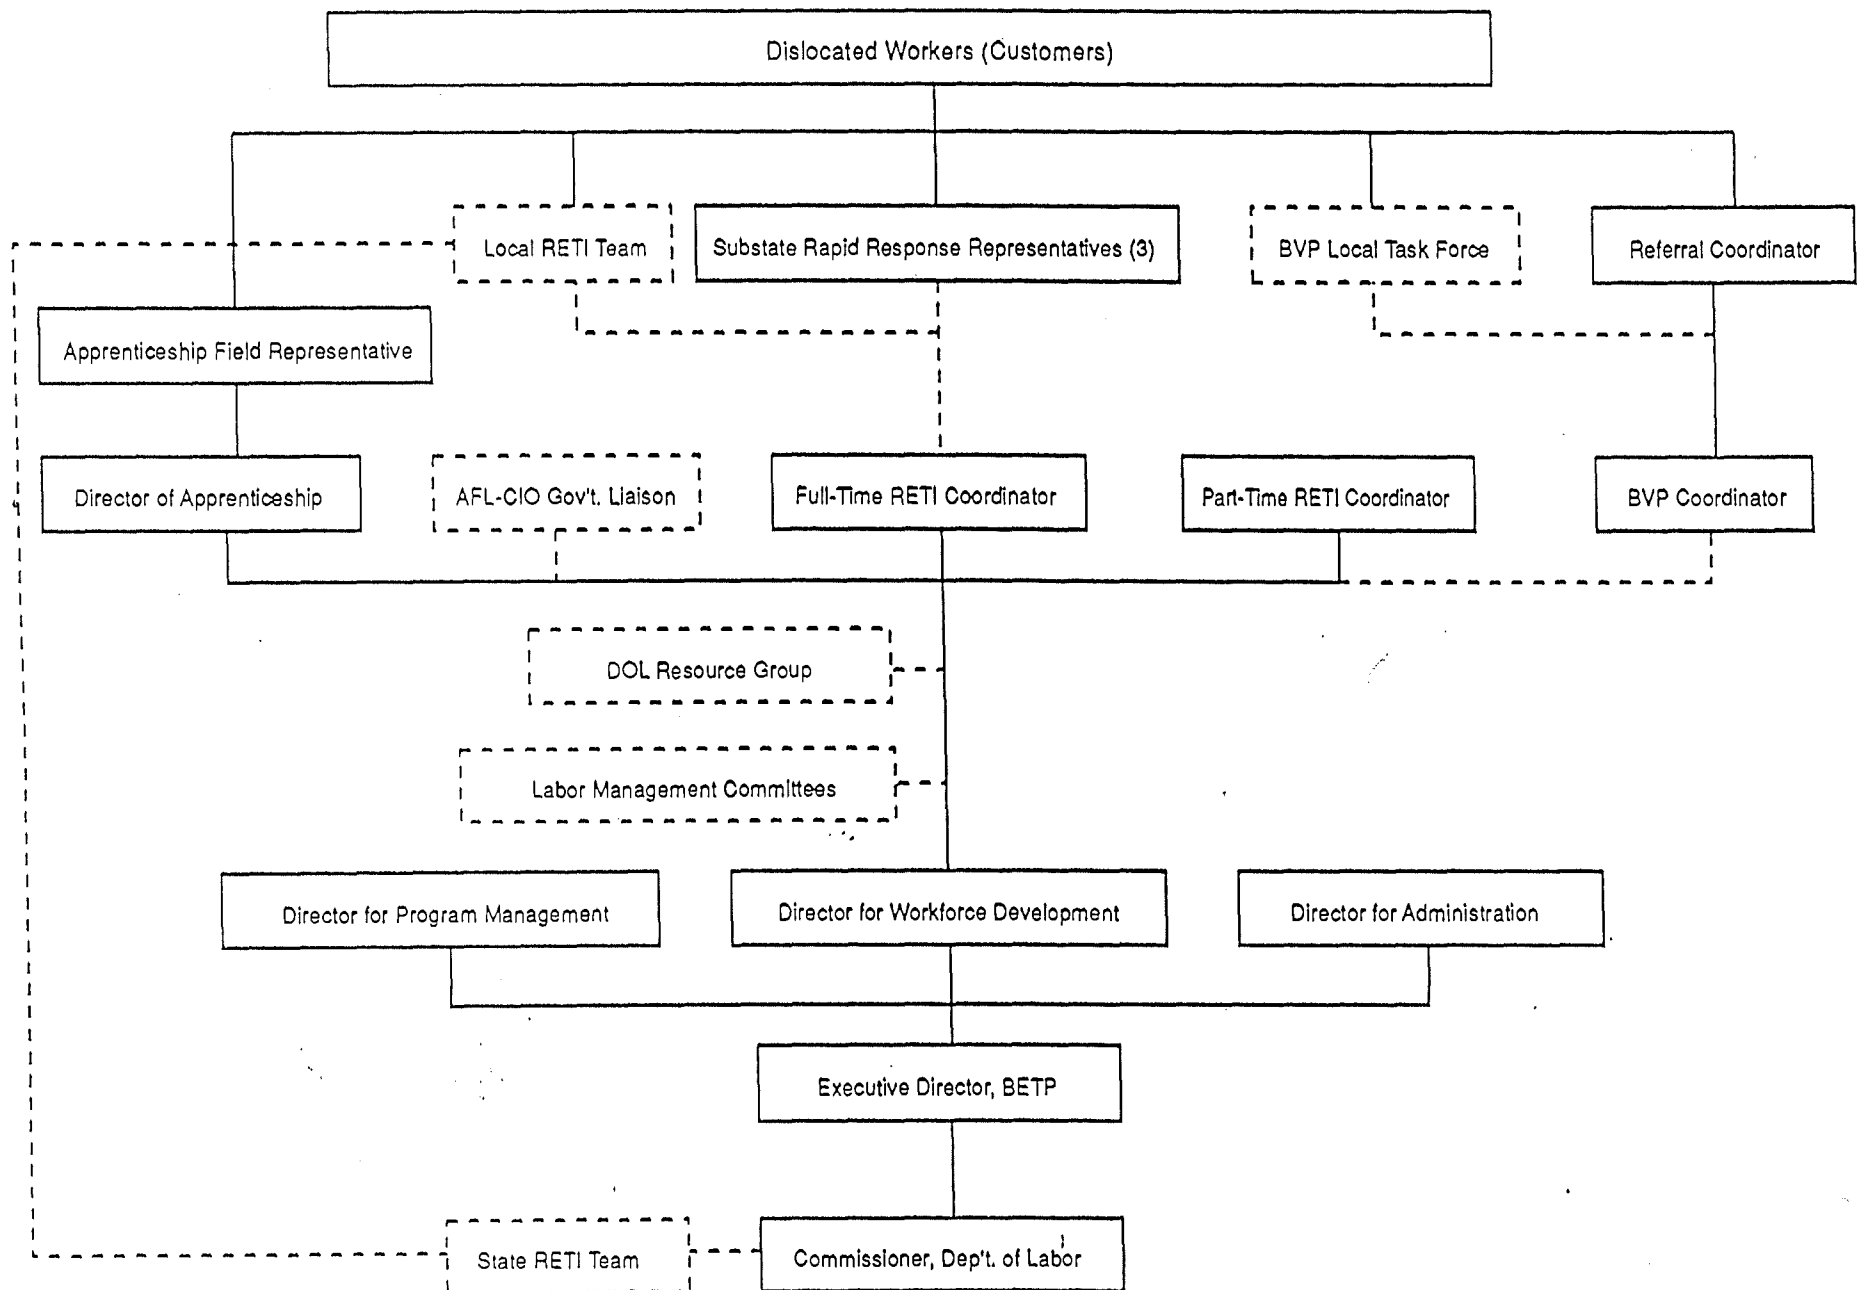 Dislocated Workers (Customers)
Local RETI Team
Substate Rapid Response Representatives (3)
BVP Local Task Force
Referral Coordinator
Apprenticeship Field Representative
Director of Apprenticeship
AFL-CIO Gov't. Liaison
Full-Time RETI Coordinator
Part-Time RETI Coordinator
BVP Coordinator
DOL Resource Group
Labor Management Committees
Director for Program Management
Director for Workforce Development
Director for Administration
Executive Director, BETP
State RETI Team
Commissioner, Dep't. of Labor